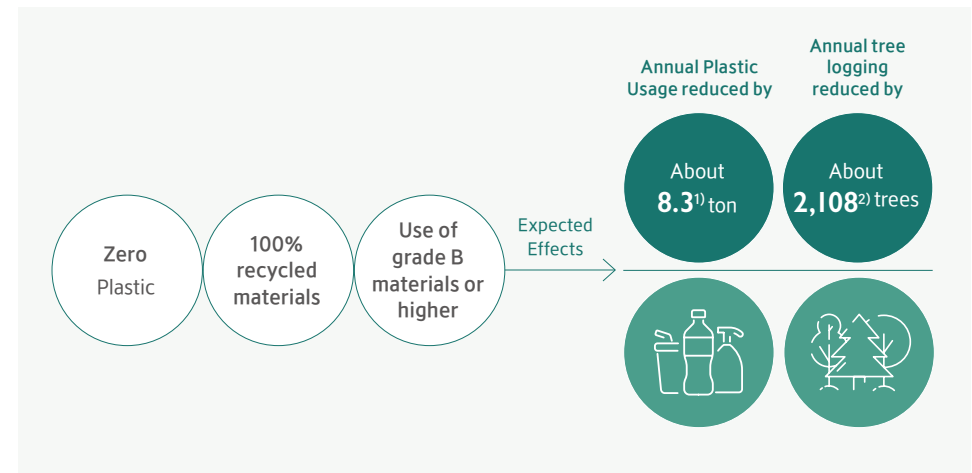 Zero
Plastic
100%
recycled
materials
Use of
grade B
materials or
higher
Expected
Effects
Annual Plastic
Usage reduced by
About
8.3¹⁾ ton
Annual tree
logging
reduced by
About
2,108²⁾ trees